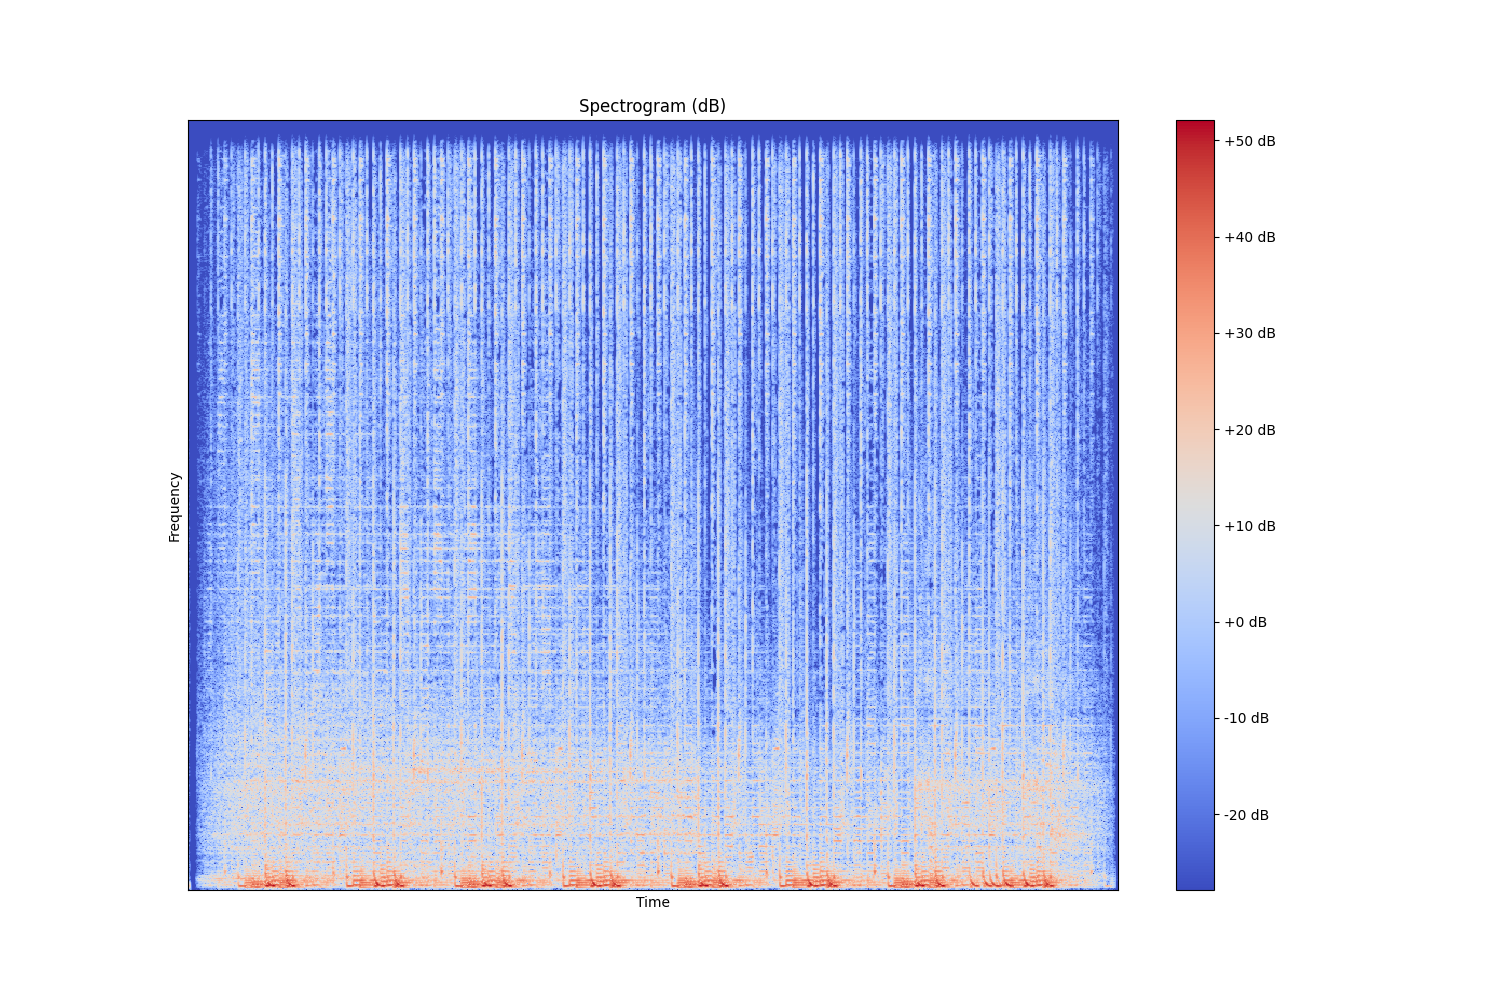 Spectrogram (dB)
+50 dB
+40 dB
+30 dB
+20 dB
+10 dB
+0 dB
-10 dB
-20 dB
Frequency
Time